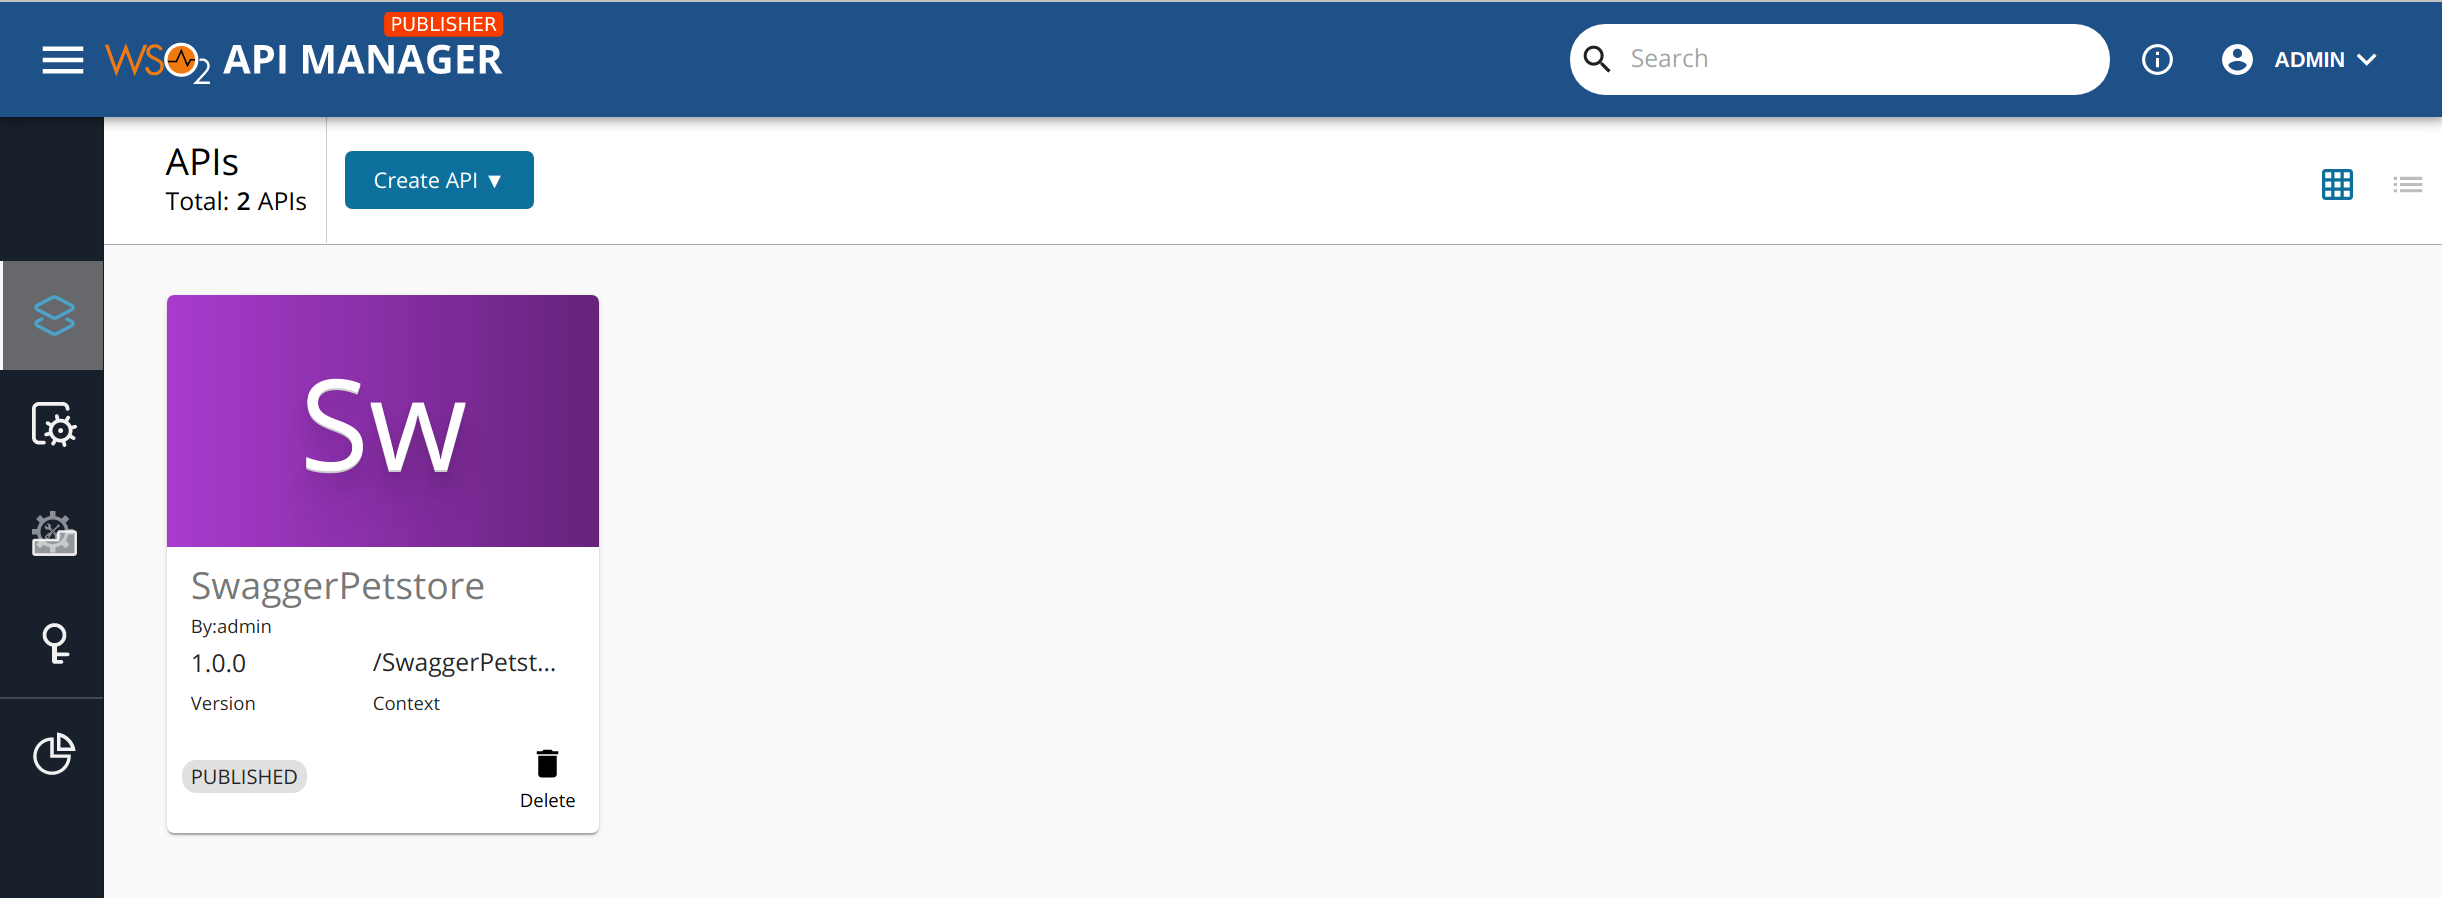 PUBLISHER
WSO2 API MANAGER
Search
ADMIN
APIs
Total: 2 APIs
Create API ▼
Sw
SwaggerPetstore
By:admin
1.0.0
/SwaggerPetst...
Version
Context
PUBLISHED
Delete